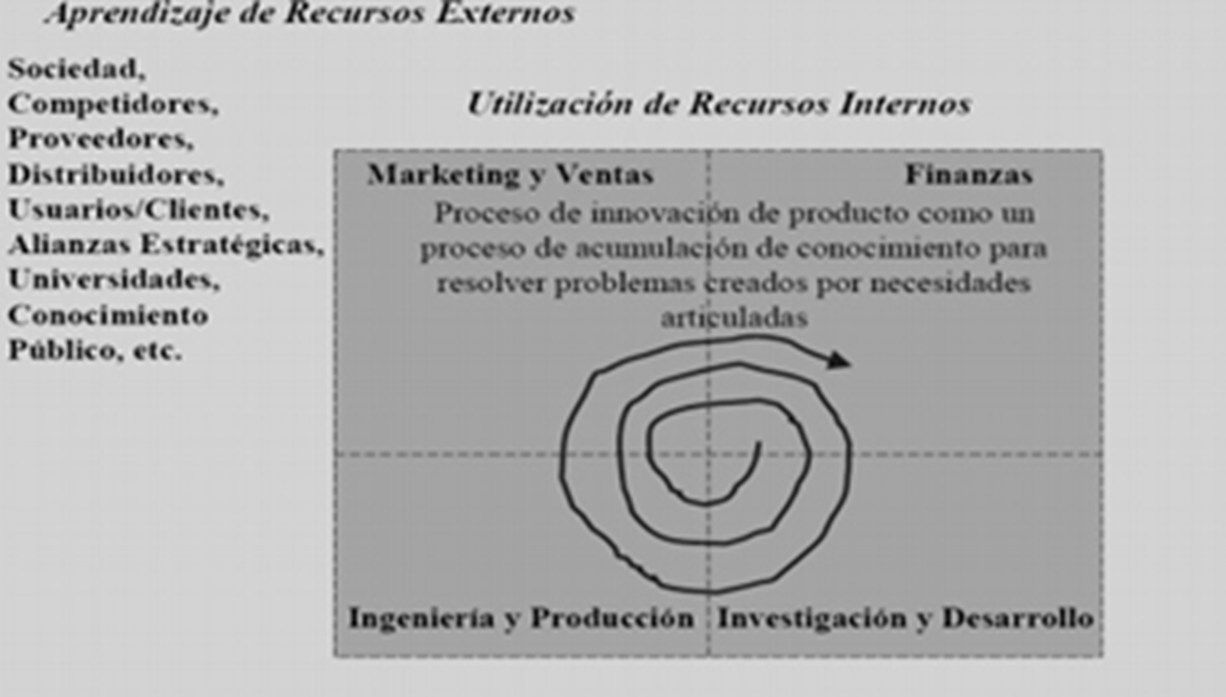 Aprendizaje de Recursos Externos
Sociedad,
Competidores,
Proveedores,
Distribuidores,
Usuarios/Clientes,
Alianzas Estratégicas,
Universidades,
Conocimiento
Público, etc.
Utilización de Recursos Internos
Marketing y Ventas
Finanzas
Proceso de innovación de producto como un
proceso de acumulación de conocimiento para
resolver problemas creados por necesidades
articuladas
Ingeniería y Producción
Investigación y Desarrollo